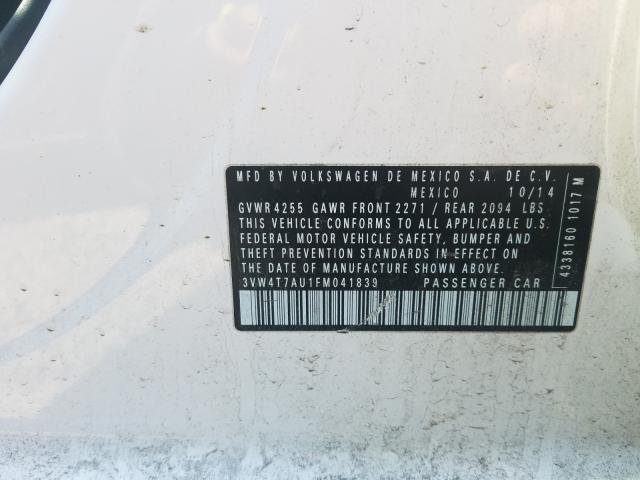 MFD BY VOLKSWAGEN DE MEXICO S.A. DE C.V.
MEXICO 10/14
GVWR 4255 GAWR FRONT 2271 / REAR 2094 LBS
THIS VEHICLE CONFORMS TO ALL APPLICABLE U.S.
FEDERAL MOTOR VEHICLE SAFETY, BUMPER AND
THEFT PREVENTION STANDARDS IN EFFECT ON THE
DATE OF MANUFACTURE SHOWN ABOVE.
3VW4T7AU1FM041839 PASSENGER CAR
4338160 1017 M